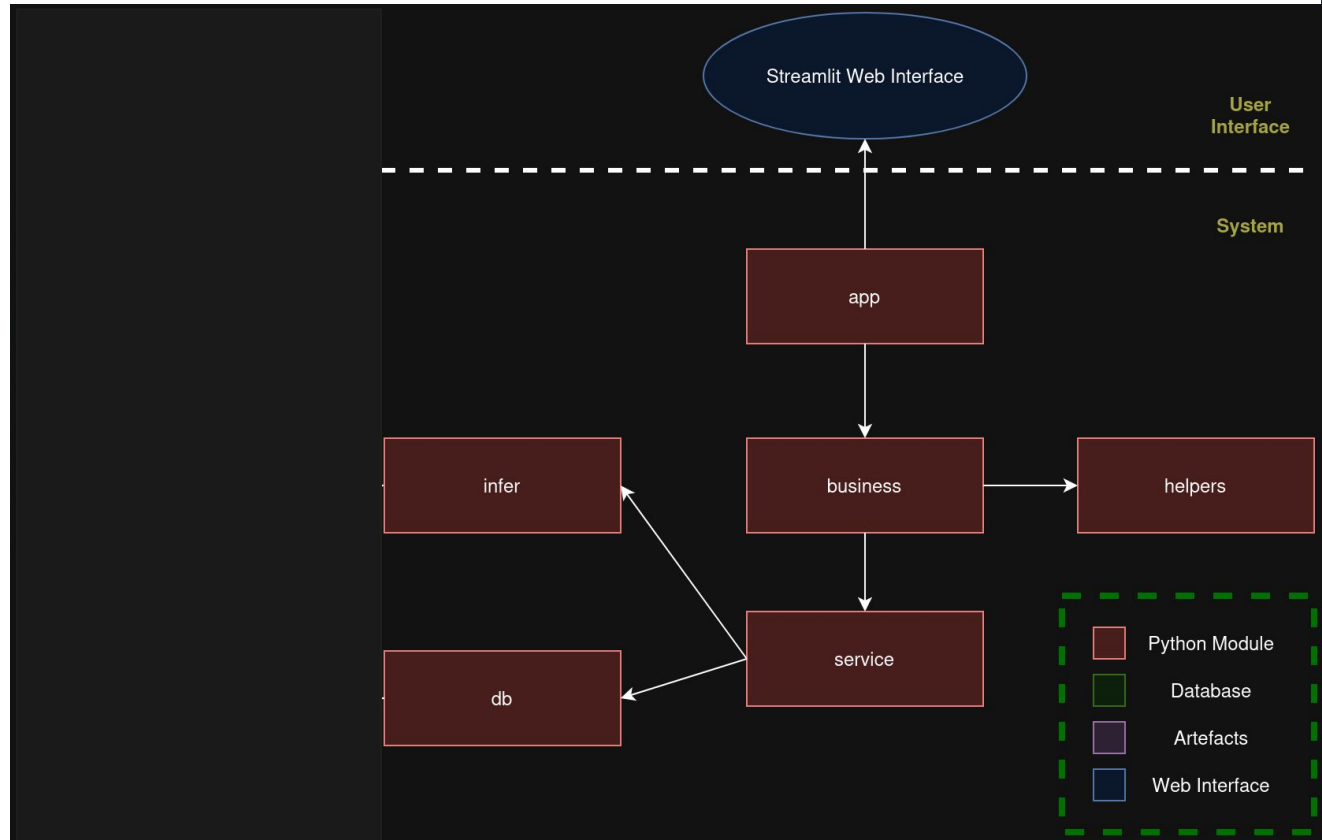 Streamlit Web Interface
User
Interface
System
app
infer
business
helpers
service
db
Python Module
Database
Artefacts
Web Interface